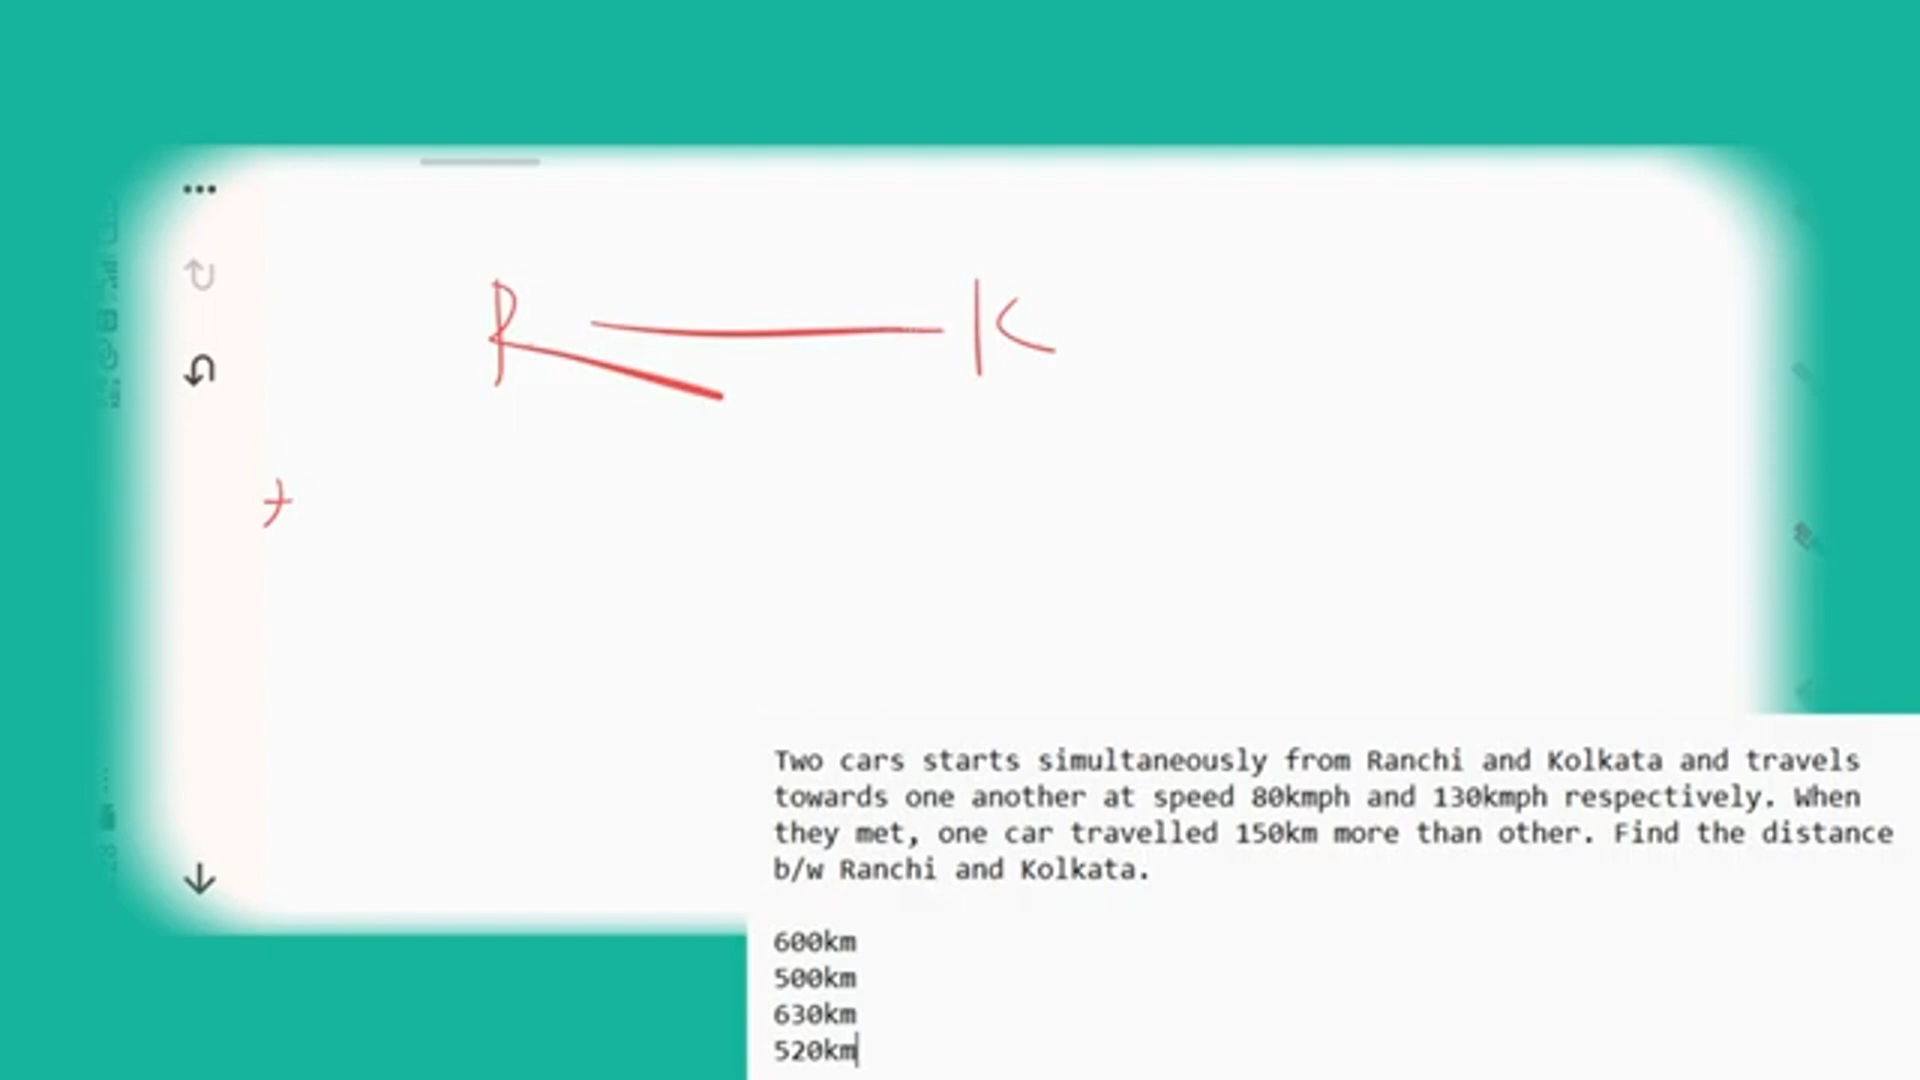 R K
+
Two cars starts simultaneously from Ranchi and Kolkata and travels
towards one another at speed 80kmph and 130kmph respectively. When
they met, one car travelled 150km more than other. Find the distance
b/w Ranchi and Kolkata.
600km
500km
630km
520km